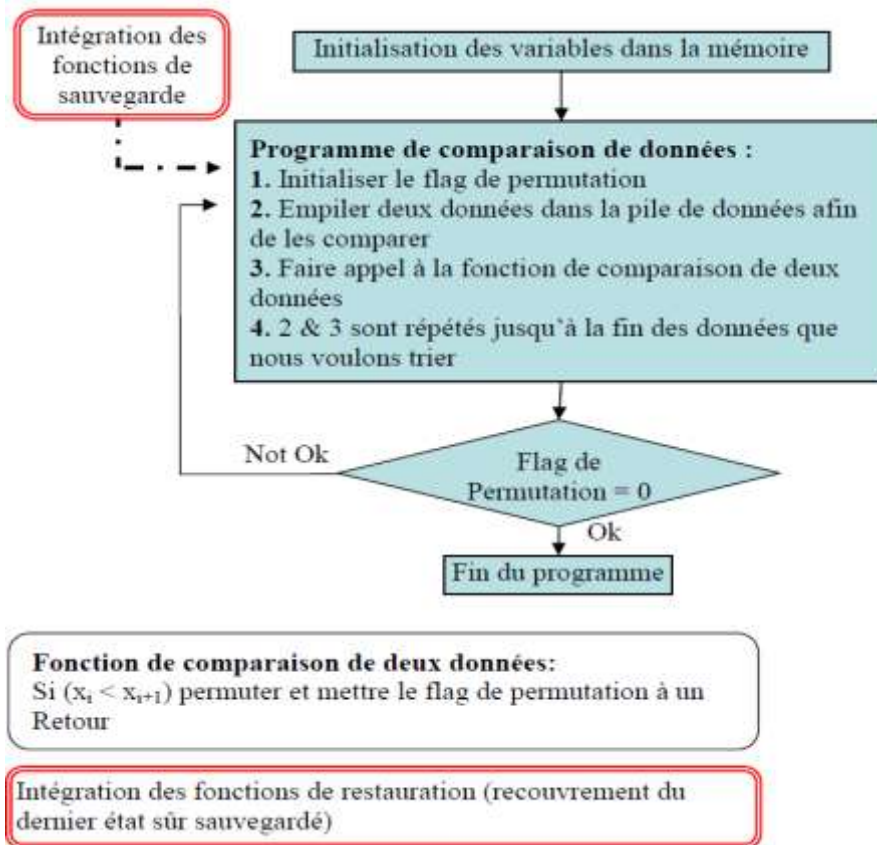 Intégration des
fonctions de
sauvegarde
Initialisation des variables dans la mémoire
Programme de comparaison de données :
1. Initialiser le flag de permutation
2. Empiler deux données dans la pile de données afin
de les comparer
3. Faire appel à la fonction de comparaison de deux
données
4. 2 & 3 sont répétés jusqu'à la fin des données que
nous voulons trier
Not Ok
Flag de
Permutation = 0
Ok
Fin du programme
Fonction de comparaison de deux données:
Si (xᵢ < xᵢ₊₁) permuter et mettre le flag de permutation à un
Retour
Intégration des fonctions de restauration (recouvrement du
dernier état sûr sauvegardé)